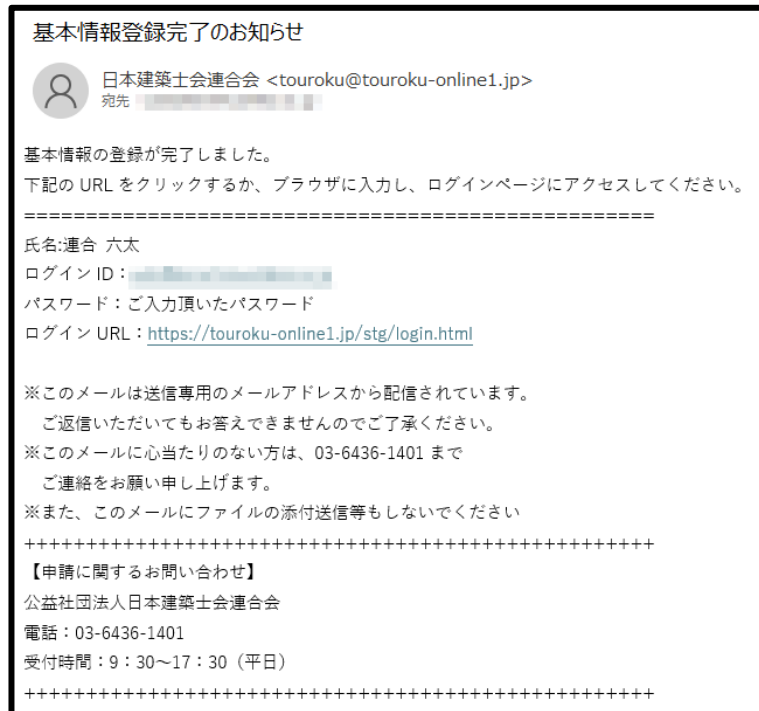 基本情報登録完了のお知らせ
日本建築士会連合会 <touroku@touroku-online1.jp>
宛先
基本情報の登録が完了しました。
下記の URL をクリックするか、ブラウザに入力し、ログインページにアクセスしてください。
===================================================
氏名:連合 六太
ログイン ID：
パスワード：ご入力頂いたパスワード
ログイン URL：https://touroku-online1.jp/stg/login.html
※このメールは送信専用のメールアドレスから配信されています。
ご返信いただいてもお答えできませんのでご了承ください。
※このメールに心当たりのない方は、03-6436-1401 まで
ご連絡をお願い申し上げます。
※また、このメールにファイルの添付送信等もしないでください
+++++++++++++++++++++++++++++++++++++++++++++++++++
【申請に関するお問い合わせ】
公益社団法人日本建築士会連合会
電話：03-6436-1401
受付時間：9：30～17：30（平日）
+++++++++++++++++++++++++++++++++++++++++++++++++++